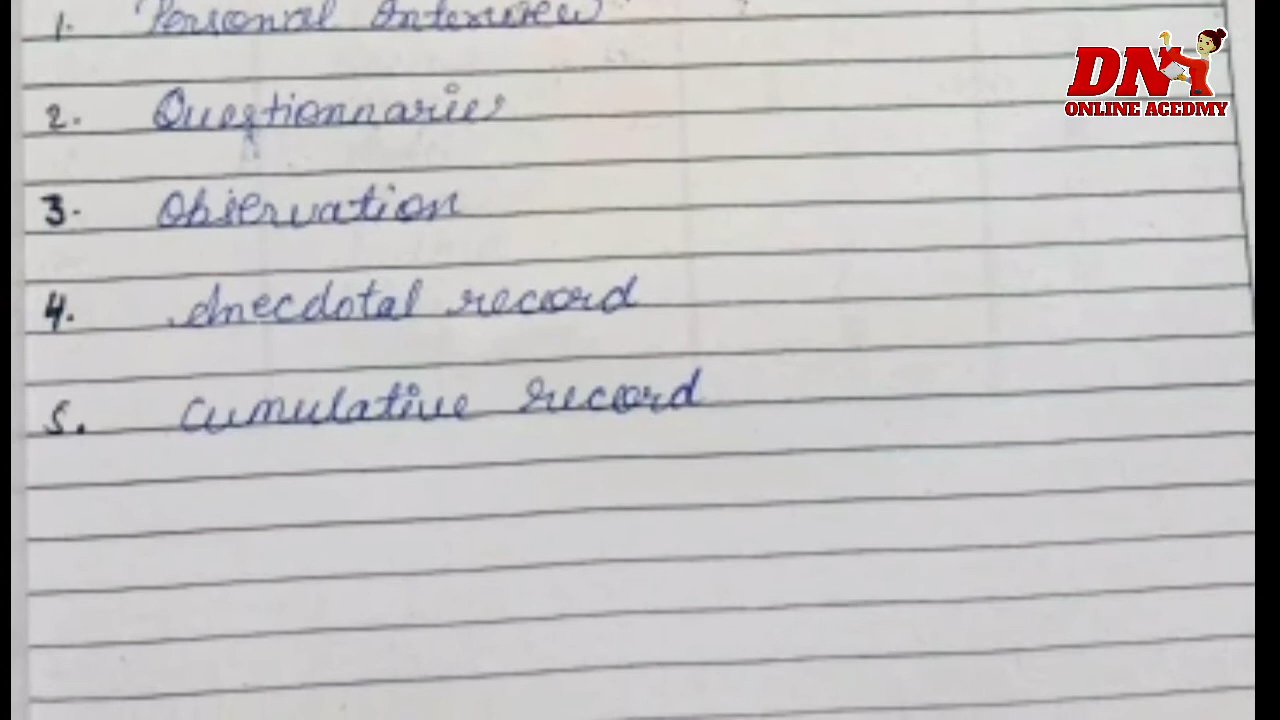 1. Personal Interview
2. Questionnaries
3. Observation
4. Anecdotal record
5. Cumulative record
DN
ONLINE ACEDMY